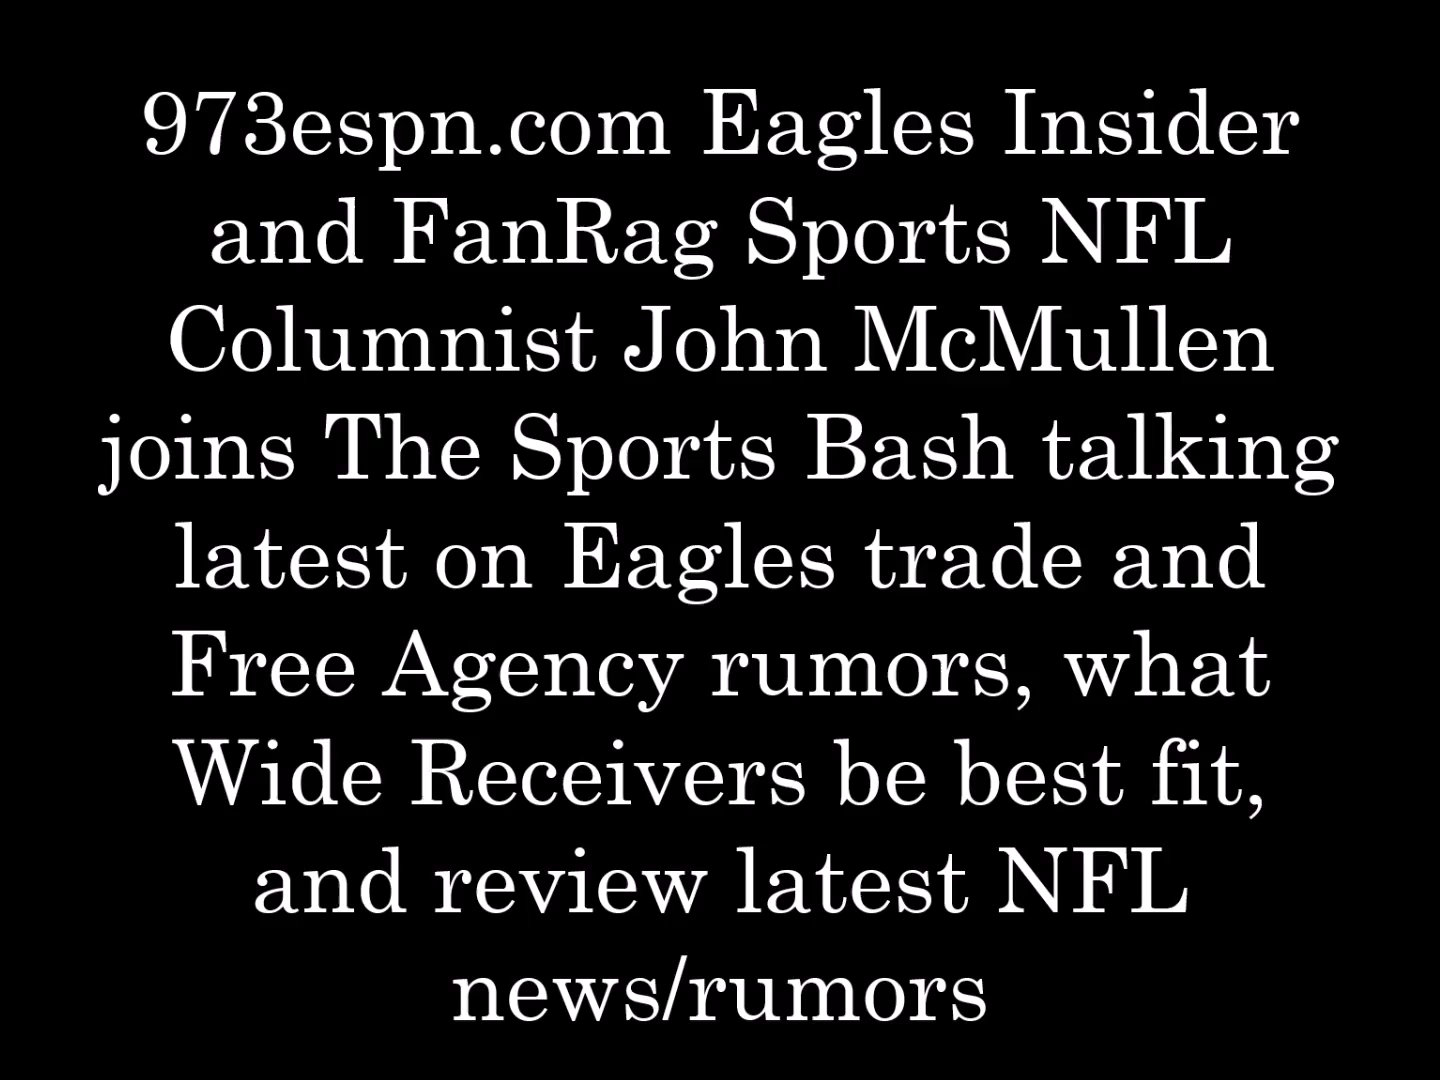 973espn.com Eagles Insider
and FanRag Sports NFL
Columnist John McMullen
joins The Sports Bash talking
latest on Eagles trade and
Free Agency rumors, what
Wide Receivers be best fit,
and review latest NFL
news/rumors